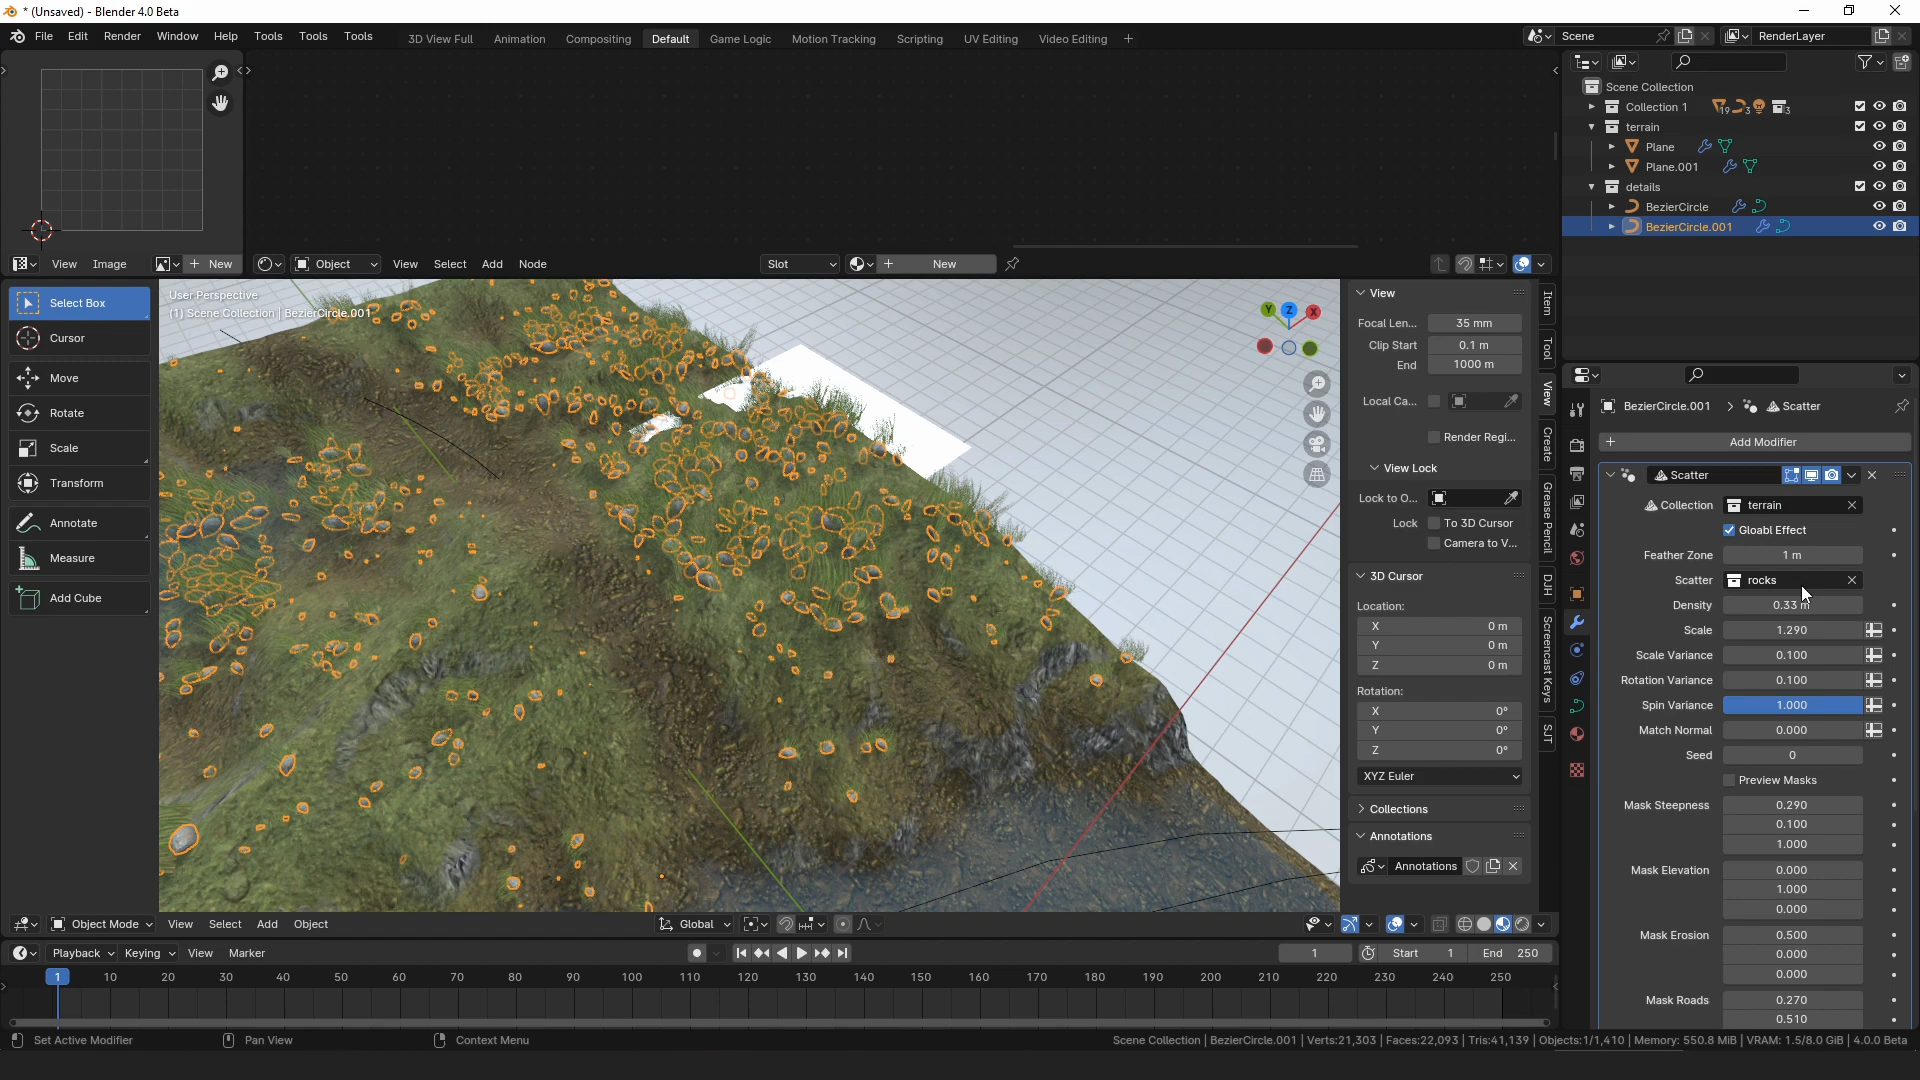 * (Unsaved) - Blender 4.0 Beta
File Edit Render Window Help Tools Tools Tools 3D View Full Animation Compositing Default Game Logic Motion Tracking Scripting UV Editing Video Editing Scene RenderLayer
Scene Collection
Collection 1 19 3 3
terrain
Plane
Plane.001
details
BezierCircle
BezierCircle.001
View Image New Object View Select Add Node Slot New
Select Box
Cursor
Move
Rotate
Scale
Transform
Annotate
Measure
Add Cube
User Perspective
(1) Scene Collection | BezierCircle.001
Y Z X
View
Focal Len... 35 mm
Clip Start 0.1 m
End 1000 m
Local Ca...
Render Regi...
View Lock
Lock to O...
Lock To 3D Cursor
Camera to V...
3D Cursor
Location:
X 0 m
Y 0 m
Z 0 m
Rotation:
X 0°
Y 0°
Z 0°
XYZ Euler
Collections
Annotations
Annotations
Item
Tool
View
Create
Grease Pencil
DJH
Screencast Keys
SJT
BezierCircle.001 Scatter
Add Modifier
Scatter
Collection terrain
Gloabl Effect
Feather Zone 1 m
Scatter rocks
Density 0.33 m
Scale 1.290
Scale Variance 0.100
Rotation Variance 0.100
Spin Variance 1.000
Match Normal 0.000
Seed 0
Preview Masks
Mask Steepness 0.290
0.100
1.000
Mask Elevation 0.000
1.000
0.000
Mask Erosion 0.500
0.000
0.000
Mask Roads 0.270
0.510
Object Mode View Select Add Object Global
Playback Keying View Marker 1 Start 1 End 250
1 10 20 30 40 50 60 70 80 90 100 110 120 130 140 150 160 170 180 190 200 210 220 230 240 250
Set Active Modifier Pan View Context Menu Scene Collection | BezierCircle.001 | Verts:21,303 | Faces:22,093 | Tris:41,139 | Objects:1/1,410 | Memory: 550.8 MiB | VRAM: 1.5/8.0 GiB | 4.0.0 Beta